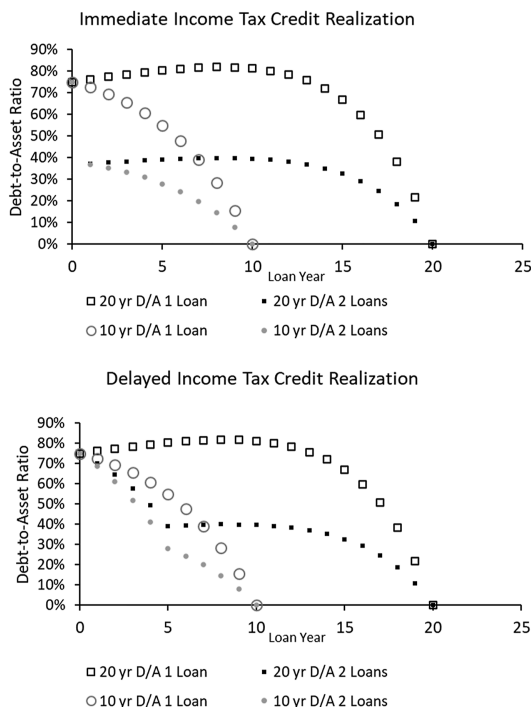 Immediate Income Tax Credit Realization
90%
80%
70%
60%
50%
40%
30%
20%
10%
0%
Debt-to-Asset Ratio
0 5 10 15 20 25
Loan Year
20 yr D/A 1 Loan 20 yr D/A 2 Loans
10 yr D/A 1 Loan 10 yr D/A 2 Loans
Delayed Income Tax Credit Realization
90%
80%
70%
60%
50%
40%
30%
20%
10%
0%
Debt-to-Asset Ratio
0 5 10 15 20 25
Loan Year
20 yr D/A 1 Loan 20 yr D/A 2 Loans
10 yr D/A 1 Loan 10 yr D/A 2 Loans